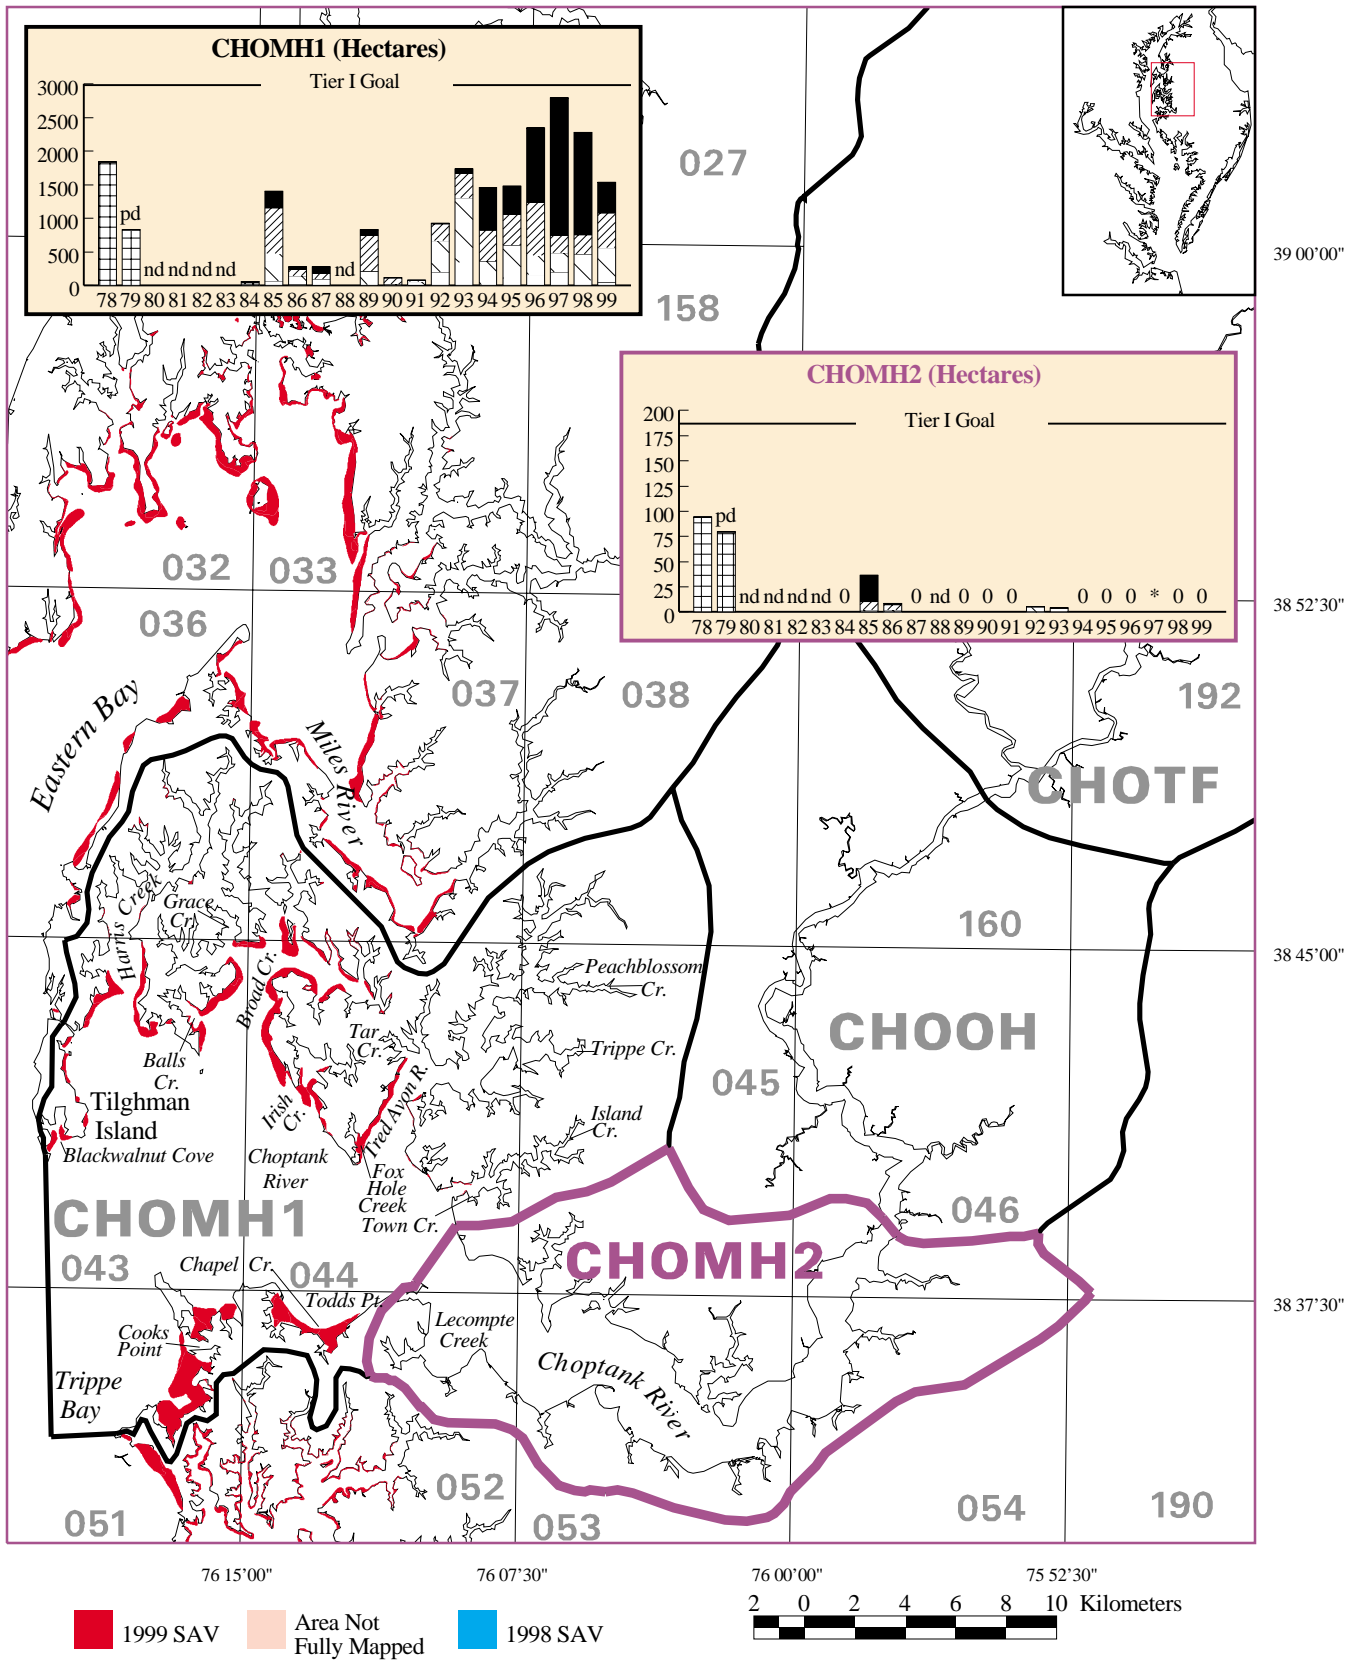 CHOMH1 (Hectares)
Tier I Goal
3000
2500
2000
1500
1000
500
0
pd
nd nd nd nd
nd
78 79 80 81 82 83 84 85 86 87 88 89 90 91 92 93 94 95 96 97 98 99
027
39 00'00"
158
CHOMH2 (Hectares)
Tier I Goal
200
175
150
125
100
75
50
25
0
pd
nd nd nd nd 0
0 nd 0 0 0
0 0 0 * 0 0
78 79 80 81 82 83 84 85 86 87 88 89 90 91 92 93 94 95 96 97 98 99
032
033
38 52'30"
036
037
038
192
Eastern Bay
Miles River
CHOTF
Harris Creek
Grace
Cr.
160
38 45'00"
Broad Cr.
Peachblossom
Cr.
CHOOH
Tar
Cr.
Trippe Cr.
Balls
Cr.
045
Tilghman
Island
Irish
Cr.
Tred Avon R.
Island
Cr.
Blackwalnut Cove
Choptank
River
Fox
Hole
Creek
Town Cr.
CHOMH1
046
043
Chapel Cr.
044
CHOMH2
Todds Pt.
38 37'30"
Cooks
Point
Lecompte
Creek
Choptank River
Trippe
Bay
051
052
053
054
190
76 15'00"
76 07'30"
76 00'00"
75 52'30"
1999 SAV
Area Not
Fully Mapped
1998 SAV
2 0 2 4 6 8 10 Kilometers